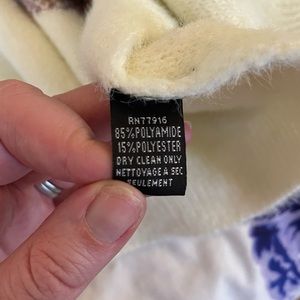 RN77916
85%POLYAMIDE
15%POLYESTER
DRY CLEAN ONLY
NETTOYAGE A SEC
SEULEMENT